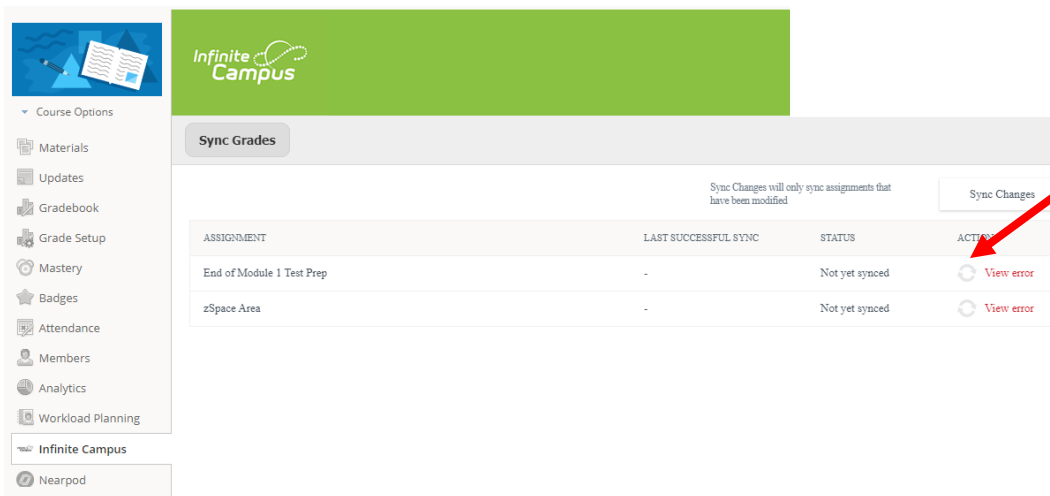 Infinite
Campus
Course Options
Materials
Updates
Gradebook
Grade Setup
Mastery
Badges
Attendance
Members
Analytics
Workload Planning
Infinite Campus
Nearpod
Sync Grades
Sync Changes will only sync assignments that
have been modified
Sync Changes
ASSIGNMENT LAST SUCCESSFUL SYNC STATUS
End of Module 1 Test Prep - Not yet synced View error
zSpace Area - Not yet synced View error